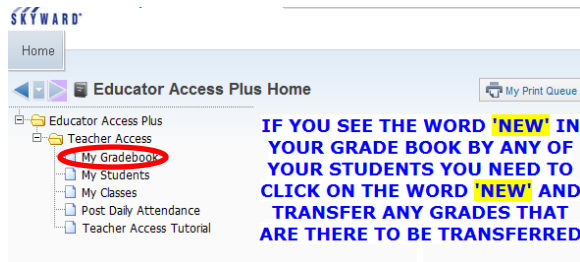 SKYWARD
Home
Educator Access Plus Home
My Print Queue
Educator Access Plus
Teacher Access
My Gradebook
My Students
My Classes
Post Daily Attendance
Teacher Access Tutorial
IF YOU SEE THE WORD 'NEW' IN
YOUR GRADE BOOK BY ANY OF
YOUR STUDENTS YOU NEED TO
CLICK ON THE WORD 'NEW' AND
TRANSFER ANY GRADES THAT
ARE THERE TO BE TRANSFERRED